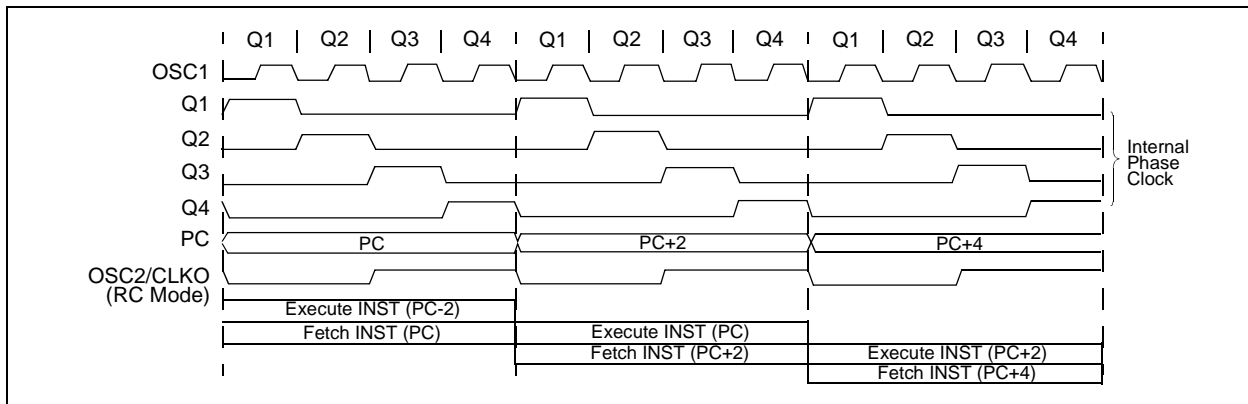 Q1 Q2 Q3 Q4 Q1 Q2 Q3 Q4 Q1 Q2 Q3 Q4
OSC1
Q1
Q2
Q3
Q4
Internal
Phase
Clock
PC PC PC+2 PC+4
OSC2/CLKO
(RC Mode)
Execute INST (PC-2)
Fetch INST (PC) Execute INST (PC)
Fetch INST (PC+2) Execute INST (PC+2)
Fetch INST (PC+4)